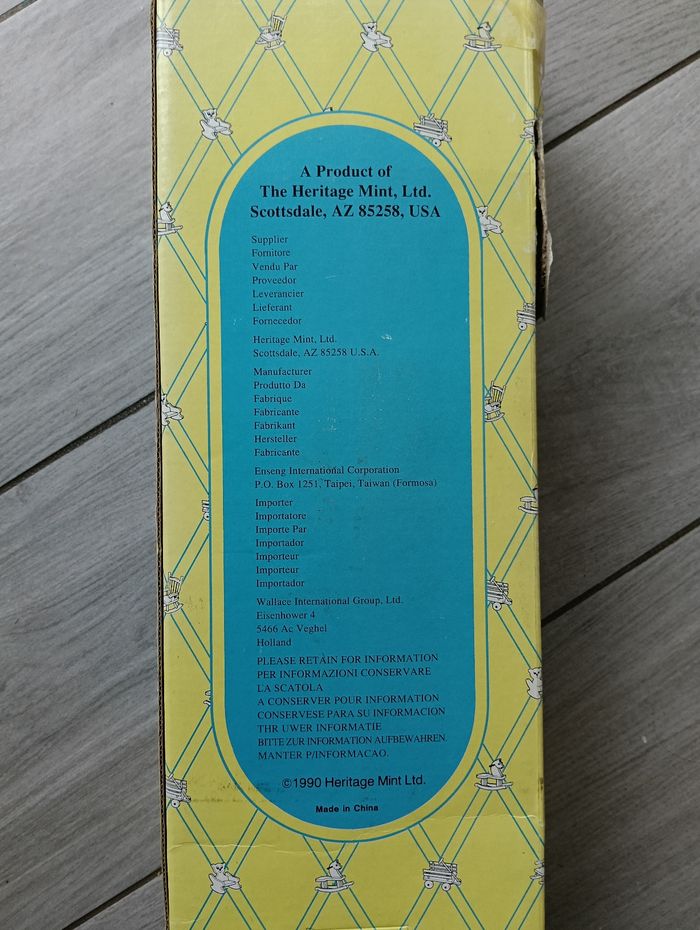 A Product of
The Heritage Mint, Ltd.
Scottsdale, AZ 85258, USA
Supplier
Fornitore
Vendu Par
Proveedor
Leverancier
Lieferant
Fornecedor
Heritage Mint, Ltd.
Scottsdale, AZ 85258 U.S.A.
Manufacturer
Produtto Da
Fabrique
Fabricante
Fabrikant
Hersteller
Fabricante
Enseng International Corporation
P.O. Box 1251, Taipei, Taiwan (Formosa)
Importer
Importatore
Importe Par
Importador
Importeur
Importeur
Importador
Wallace International Group, Ltd.
Eisenhower 4
5466 Ac Veghel
Holland
PLEASE RETAIN FOR INFORMATION
PER INFORMAZIONI CONSERVARE
LA SCATOLA
A CONSERVER POUR INFORMATION
CONSERVESE PARA SU INFORMACION
THR UWER INFORMATIE
BITTE ZUR INFORMATION AUFBEWAHREN.
MANTER P/INFORMACAO.
©1990 Heritage Mint Ltd.
Made in China